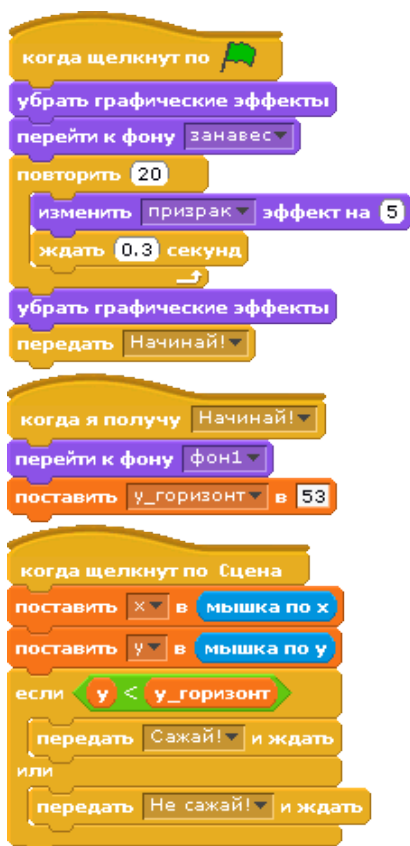 когда щелкнут по
убрать графические эффекты
перейти к фону занавес
повторить 20
изменить призрак эффект на 5
ждать 0.3 секунд
убрать графические эффекты
передать Начинай!
когда я получу Начинай!
перейти к фону фон1
поставить у_горизонт в 53
когда щелкнут по Сцена
поставить x в мышка по x
поставить y в мышка по y
если y < у_горизонт
передать Сажай! и ждать
или
передать Не сажай! и ждать